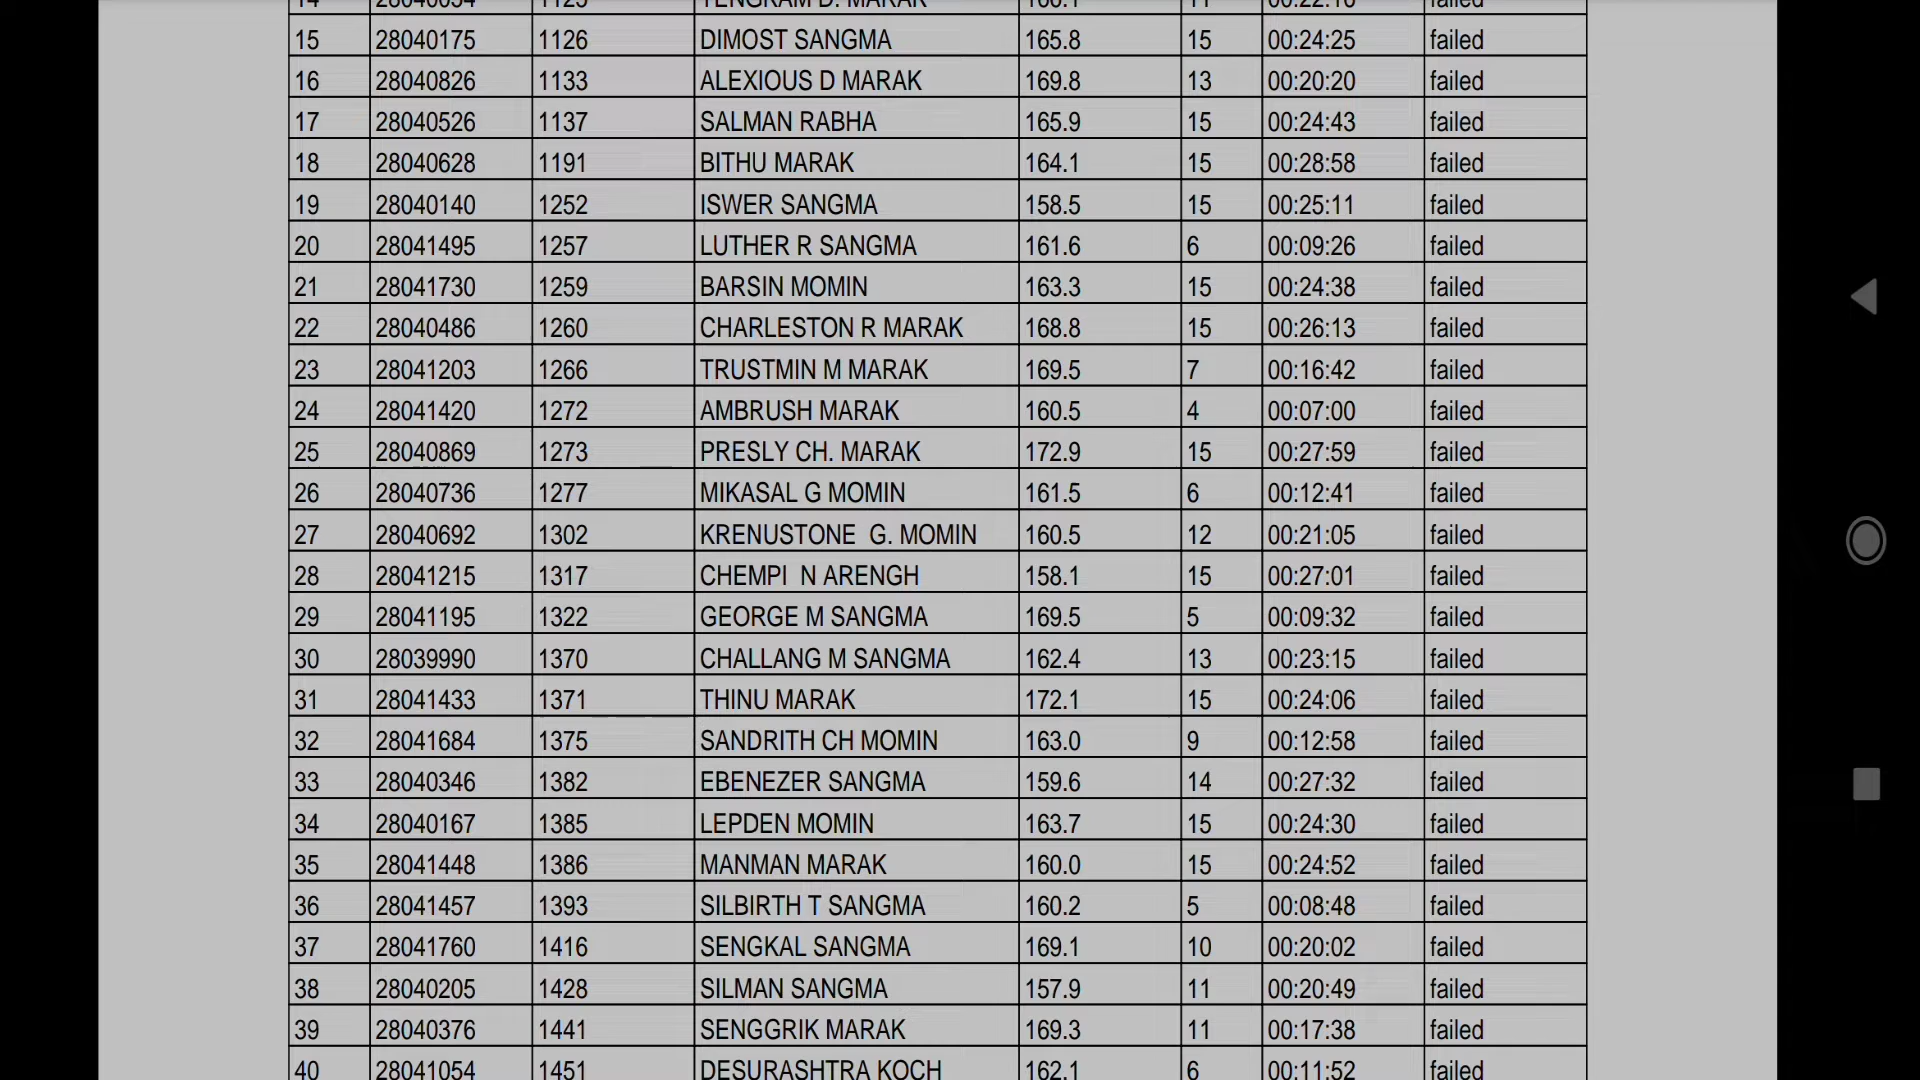 15 28040175 1126 DIMOST SANGMA 165.8 15 00:24:25 failed
16 28040826 1133 ALEXIOUS D MARAK 169.8 13 00:20:20 failed
17 28040526 1137 SALMAN RABHA 165.9 15 00:24:43 failed
18 28040628 1191 BITHU MARAK 164.1 15 00:28:58 failed
19 28040140 1252 ISWER SANGMA 158.5 15 00:25:11 failed
20 28041495 1257 LUTHER R SANGMA 161.6 6 00:09:26 failed
21 28041730 1259 BARSIN MOMIN 163.3 15 00:24:38 failed
22 28040486 1260 CHARLESTON R MARAK 168.8 15 00:26:13 failed
23 28041203 1266 TRUSTMIN M MARAK 169.5 7 00:16:42 failed
24 28041420 1272 AMBRUSH MARAK 160.5 4 00:07:00 failed
25 28040869 1273 PRESLY CH. MARAK 172.9 15 00:27:59 failed
26 28040736 1277 MIKASAL G MOMIN 161.5 6 00:12:41 failed
27 28040692 1302 KRENUSTONE  G. MOMIN 160.5 12 00:21:05 failed
28 28041215 1317 CHEMPI  N ARENGH 158.1 15 00:27:01 failed
29 28041195 1322 GEORGE M SANGMA 169.5 5 00:09:32 failed
30 28039990 1370 CHALLANG M SANGMA 162.4 13 00:23:15 failed
31 28041433 1371 THINU MARAK 172.1 15 00:24:06 failed
32 28041684 1375 SANDRITH CH MOMIN 163.0 9 00:12:58 failed
33 28040346 1382 EBENEZER SANGMA 159.6 14 00:27:32 failed
34 28040167 1385 LEPDEN MOMIN 163.7 15 00:24:30 failed
35 28041448 1386 MANMAN MARAK 160.0 15 00:24:52 failed
36 28041457 1393 SILBIRTH T SANGMA 160.2 5 00:08:48 failed
37 28041760 1416 SENGKAL SANGMA 169.1 10 00:20:02 failed
38 28040205 1428 SILMAN SANGMA 157.9 11 00:20:49 failed
39 28040376 1441 SENGGRIK MARAK 169.3 11 00:17:38 failed
40 28041054 1451 DESURASHTRA KOCH 162.1 6 00:11:52 failed